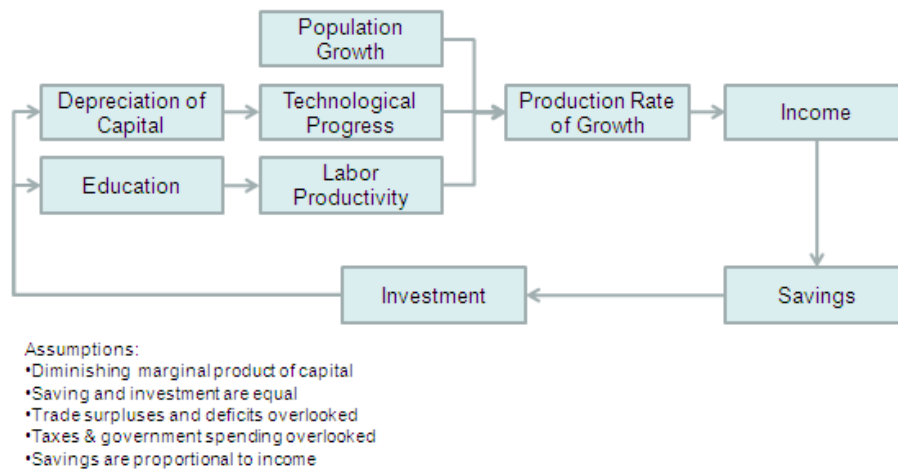 Population
Growth
Depreciation of
Capital
Technological
Progress
Production Rate
of Growth
Income
Education
Labor
Productivity
Investment
Savings
Assumptions:
•Diminishing marginal product of capital
•Saving and investment are equal
•Trade surpluses and deficits overlooked
•Taxes & government spending overlooked
•Savings are proportional to income